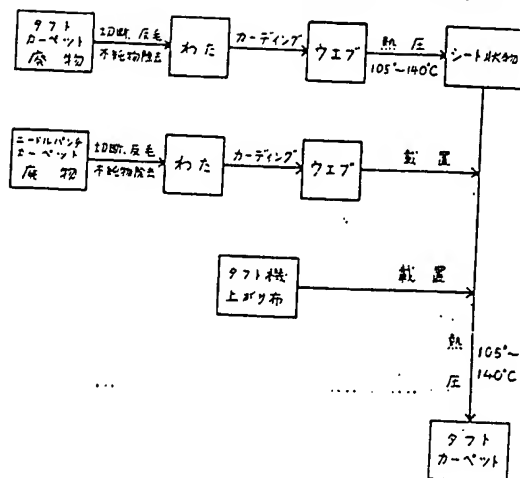 タフト
カーペット
廃物
切断、反毛
不純物除去
わた
カーディング
ウエブ
熱圧
105°~140℃
シート状物
ニードルパンチ
カーペット
廃物
切断、反毛
不純物除去
わた
カーディング
ウエブ
載置
タフト機
上がり布
載置
熱
圧
105°~
140℃
タフト
カーペット